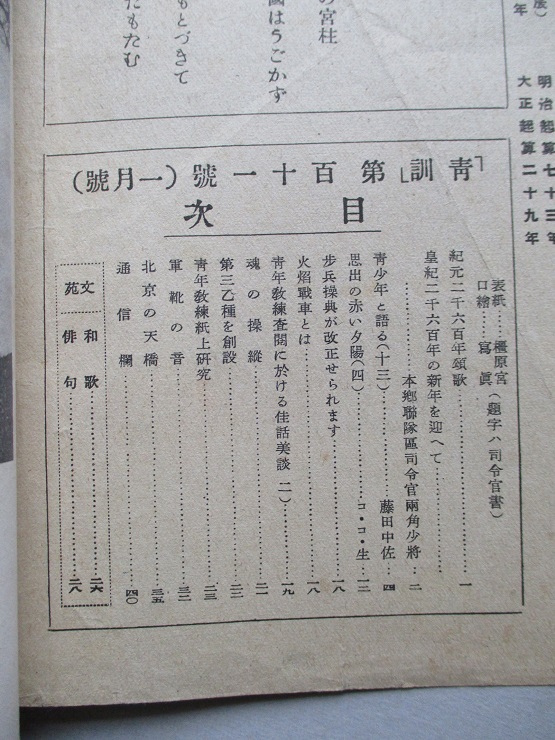 年
明治起算七十三年
大正起算二十九年
の宮柱
國はうごかず
もとづきて
たもたむ
「青訓」第百十一號(一月號)
目次
表紙……橿原宮(題字ハ司令官書)
口繪……寫眞
紀元二千六百年頌歌…………一
皇紀二千六百年の新年を迎へて…………
…………本鄉聯隊區司令官兩角少將…二
青少年と語る(十三)…………藤田中佐…四
思出の赤い夕陽(四)…………コ・コ・生…一三
步兵操典が改正せられます…………一八
火焰戰車とは…………一八
青年教練査閱に於ける佳話美談(二)…………一九
魂の操縱…………二一
第三乙種を創設…………二二
青年教練紙上研究…………二三
軍靴の音…………三二
北京の天橋…………三五
通信欄…………四〇
文苑
和歌…………二六
俳句…………二八